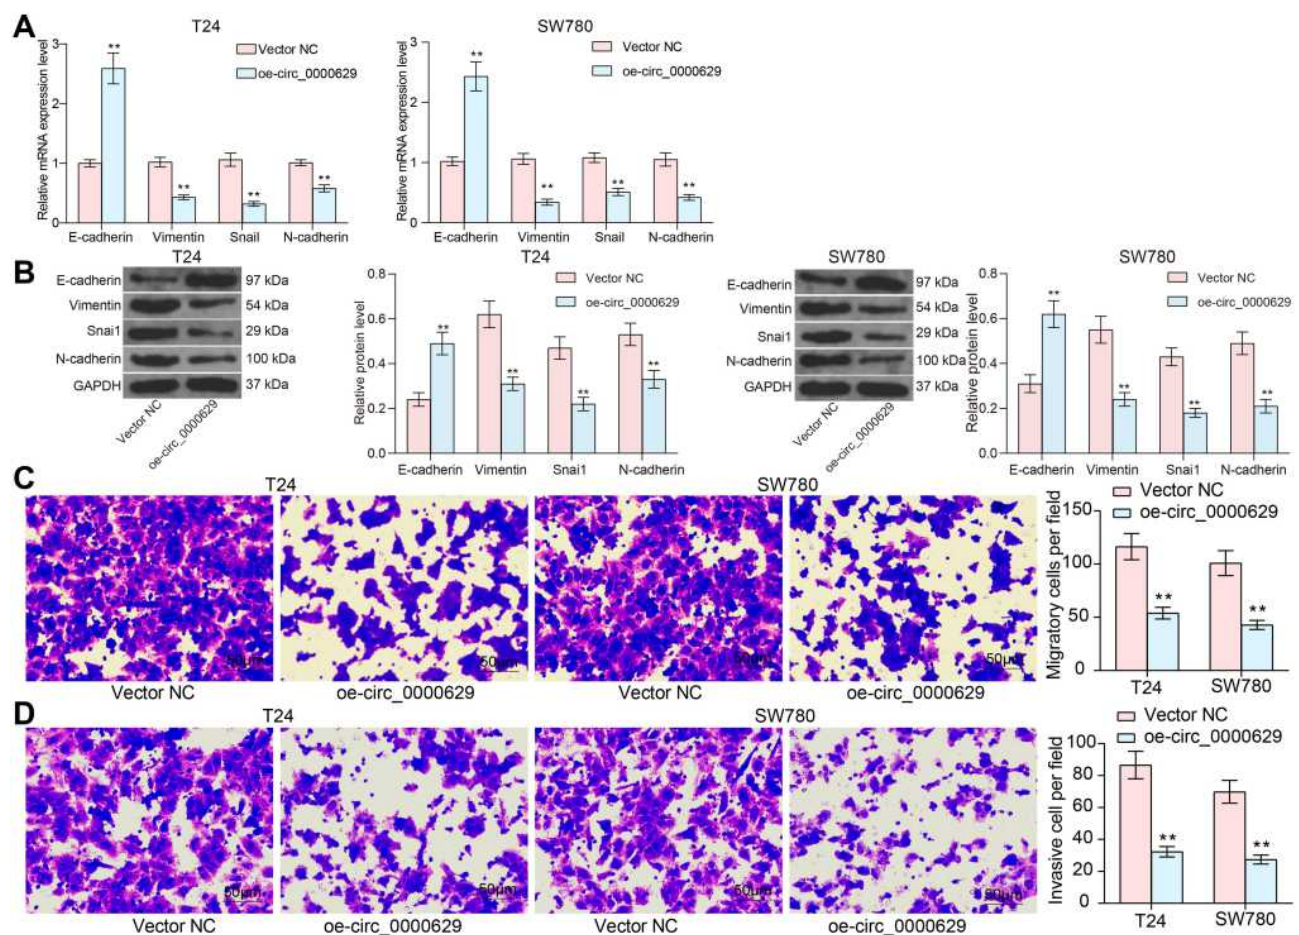 A
T24
SW780
Relative mRNA expression level
3
2
1
0
**
**
**
**
Vector NC
oe-circ_0000629
E-cadherin Vimentin Snail N-cadherin
Relative mRNA expression level
3
2
1
0
**
**
**
**
Vector NC
oe-circ_0000629
E-cadherin Vimentin Snail N-cadherin
B
T24
E-cadherin 97 kDa
Vimentin 54 kDa
Snai1 29 kDa
N-cadherin 100 kDa
GAPDH 37 kDa
Vector NC
oe-circ_0000629
T24
Relative protein level
0.8
0.6
0.4
0.2
0.0
**
**
**
**
Vector NC
oe-circ_0000629
E-cadherin Vimentin Snai1 N-cadherin
SW780
E-cadherin 97 kDa
Vimentin 54 kDa
Snai1 29 kDa
N-cadherin 100 kDa
GAPDH 37 kDa
Vector NC
oe-circ_0000629
SW780
Relative protein level
0.8
0.6
0.4
0.2
0.0
**
**
**
**
Vector NC
oe-circ_0000629
E-cadherin Vimentin Snai1 N-cadherin
C
T24
SW780
50μm
50μm
50μm
50μm
Vector NC
oe-circ_0000629
Vector NC
oe-circ_0000629
Migratory cells per field
150
100
50
0
Vector NC
oe-circ_0000629
**
**
T24 SW780
D
T24
SW780
50μm
50μm
50μm
50μm
Vector NC
oe-circ_0000629
Vector NC
oe-circ_0000629
Invasive cell per field
100
80
60
40
20
0
Vector NC
oe-circ_0000629
**
**
T24 SW780